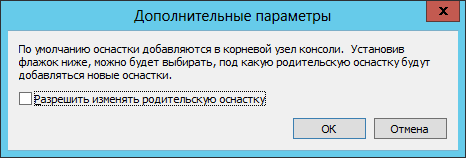 Дополнительные параметры
По умолчанию оснастки добавляются в корневой узел консоли. Установив
флажок ниже, можно будет выбирать, под какую родительскую оснастку будут
добавляться новые оснастки.
Разрешить изменять родительскую оснастку
ОК
Отмена